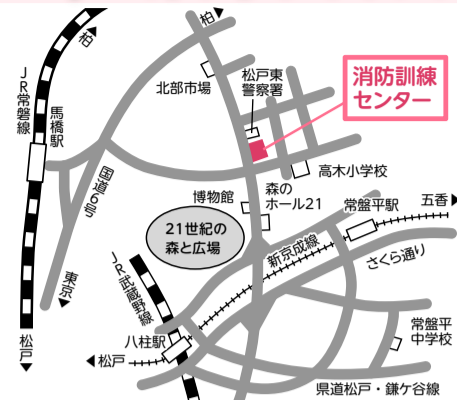 柏▲
柏▲
JR常磐線
馬橋駅
北部市場
松戸東
警察署
消防訓練
センター
高木小学校
国道6号
博物館
森の
ホール21
21世紀の
森と広場
常盤平駅
五香▶
新京成線
さくら通り
東京▼
JR武蔵野線
松戸▼
八柱駅
◀松戸
常盤平
中学校
県道松戸・鎌ケ谷線